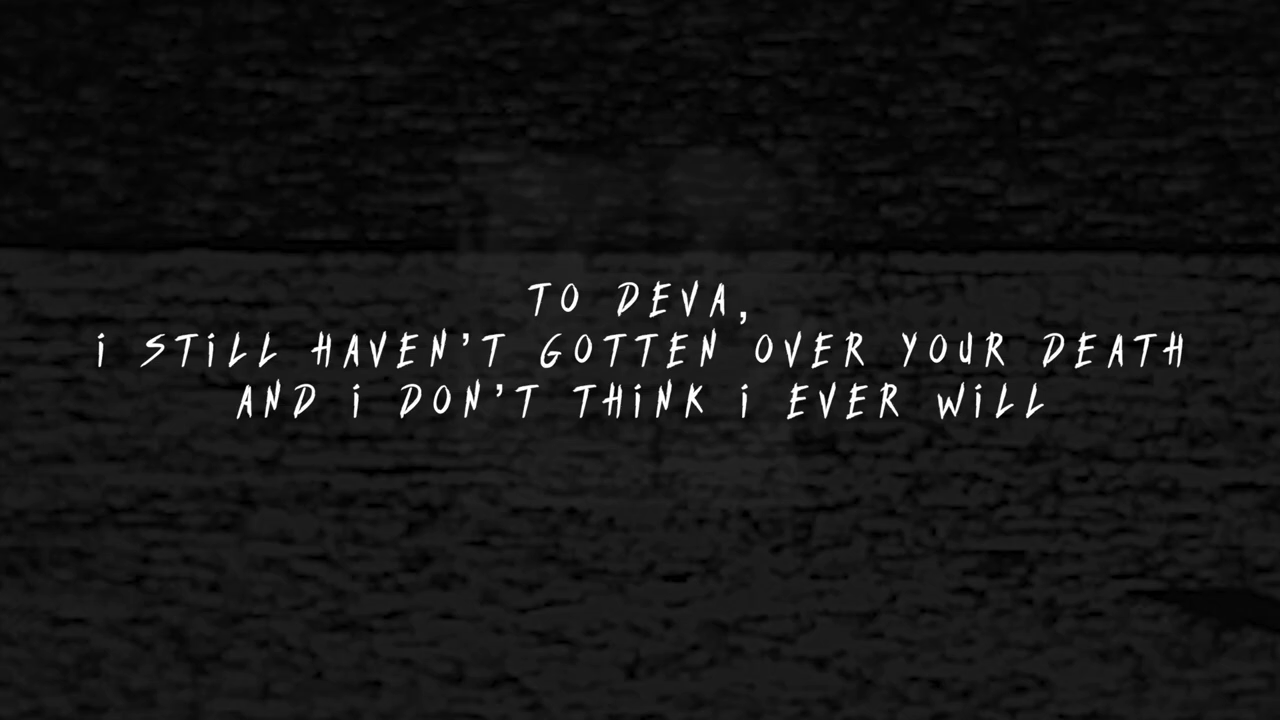 TO DEVA,
i STiLL HAVEN'T GOTTEN OVER YOUR DEATH
AND i DON'T THiNK i EVER WiLL